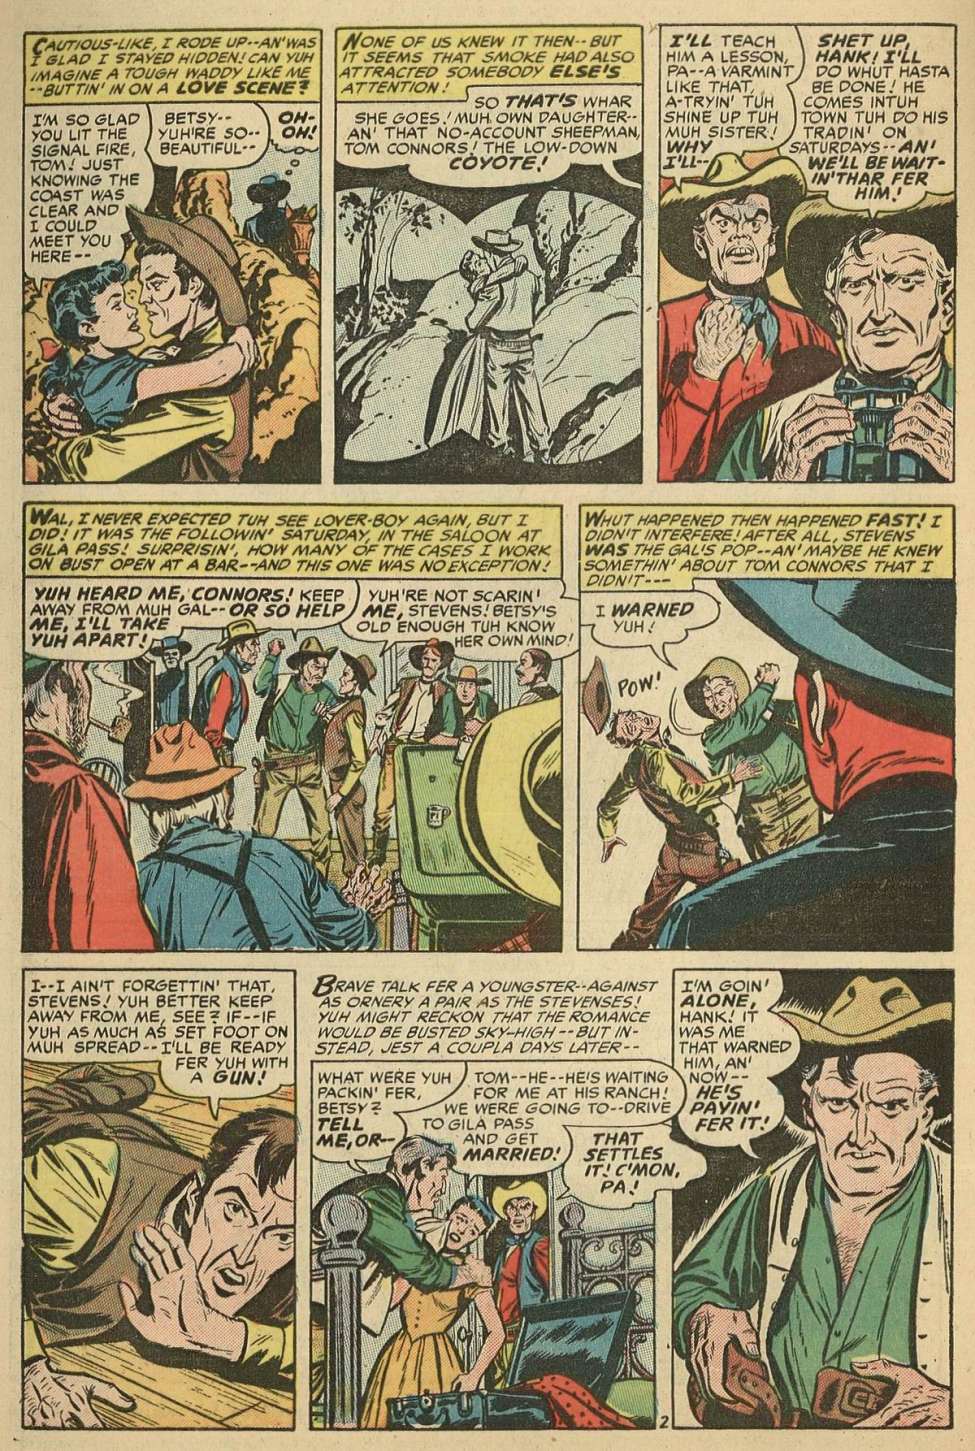 CAUTIOUS-LIKE, I RODE UP--AN' WAS
I GLAD I STAYED HIDDEN! CAN YUH
IMAGINE A TOUGH WADDY LIKE ME
--BUTTIN' IN ON A LOVE SCENE?
I'M SO GLAD
YOU LIT THE
SIGNAL FIRE,
TOM! JUST
KNOWING THE
COAST WAS
CLEAR AND
I COULD
MEET YOU
HERE--
BETSY--
YUH'RE SO--
BEAUTIFUL--
OH-
OH!
NONE OF US KNEW IT THEN--BUT
IT SEEMS THAT SMOKE HAD ALSO
ATTRACTED SOMEBODY ELSE'S
ATTENTION!
SO THAT'S WHAR
SHE GOES! MUH OWN DAUGHTER--
AN' THAT NO-ACCOUNT SHEEPMAN,
TOM CONNORS! THE LOW-DOWN
COYOTE!
I'LL TEACH
HIM A LESSON,
PA--A VARMINT
LIKE THAT,
A-TRYIN' TUH
SHINE UP TUH
MUH SISTER!
WHY
I'LL--
SHET UP,
HANK! I'LL
DO WHUT HASTA
BE DONE! HE
COMES INTUH
TOWN TUH DO HIS
TRADIN' ON
SATURDAYS--AN'
WE'LL BE WAIT-
IN' THAR FER
HIM!
WAL, I NEVER EXPECTED TUH SEE LOVER-BOY AGAIN, BUT I
DID! IT WAS THE FOLLOWIN' SATURDAY, IN THE SALOON AT
GILA PASS! SURPRISIN', HOW MANY OF THE CASES I WORK
ON BUST OPEN AT A BAR--AND THIS ONE WAS NO EXCEPTION!
YUH HEARD ME, CONNORS! KEEP
AWAY FROM MUH GAL--OR SO HELP
ME, I'LL TAKE
YUH APART!
YUH'RE NOT SCARIN'
ME, STEVENS! BETSY'S
OLD ENOUGH TUH KNOW
HER OWN MIND!
WHUT HAPPENED THEN HAPPENED FAST! I
DIDN'T INTERFERE! AFTER ALL, STEVENS
WAS THE GAL'S POP--AN' MAYBE HE KNEW
SOMETHIN' ABOUT TOM CONNORS THAT I
DIDN'T---
I WARNED
YUH!
POW!
I--I AIN'T FORGETTIN' THAT,
STEVENS! YUH BETTER KEEP
AWAY FROM ME, SEE? IF--IF
YUH AS MUCH AS SET FOOT ON
MUH SPREAD--I'LL BE READY
FER YUH WITH
A GUN!
BRAVE TALK FER A YOUNGSTER--AGAINST
AS ORNERY A PAIR AS THE STEVENSES!
YUH MIGHT RECKON THAT THE ROMANCE
WOULD BE BUSTED SKY-HIGH--BUT IN-
STEAD, JEST A COUPLA DAYS LATER--
WHAT WERE YUH
PACKIN' FER,
BETSY?
TELL
ME, OR--
TOM--HE--HE'S WAITING
FOR ME AT HIS RANCH!
WE WERE GOING TO--DRIVE
TO GILA PASS
AND GET
MARRIED!
THAT
SETTLES
IT! C'MON,
PA!
2
I'M GOIN'
ALONE,
HANK! IT
WAS ME
THAT WARNED
HIM, AN'
NOW--
HE'S
PAYIN'
FER IT!